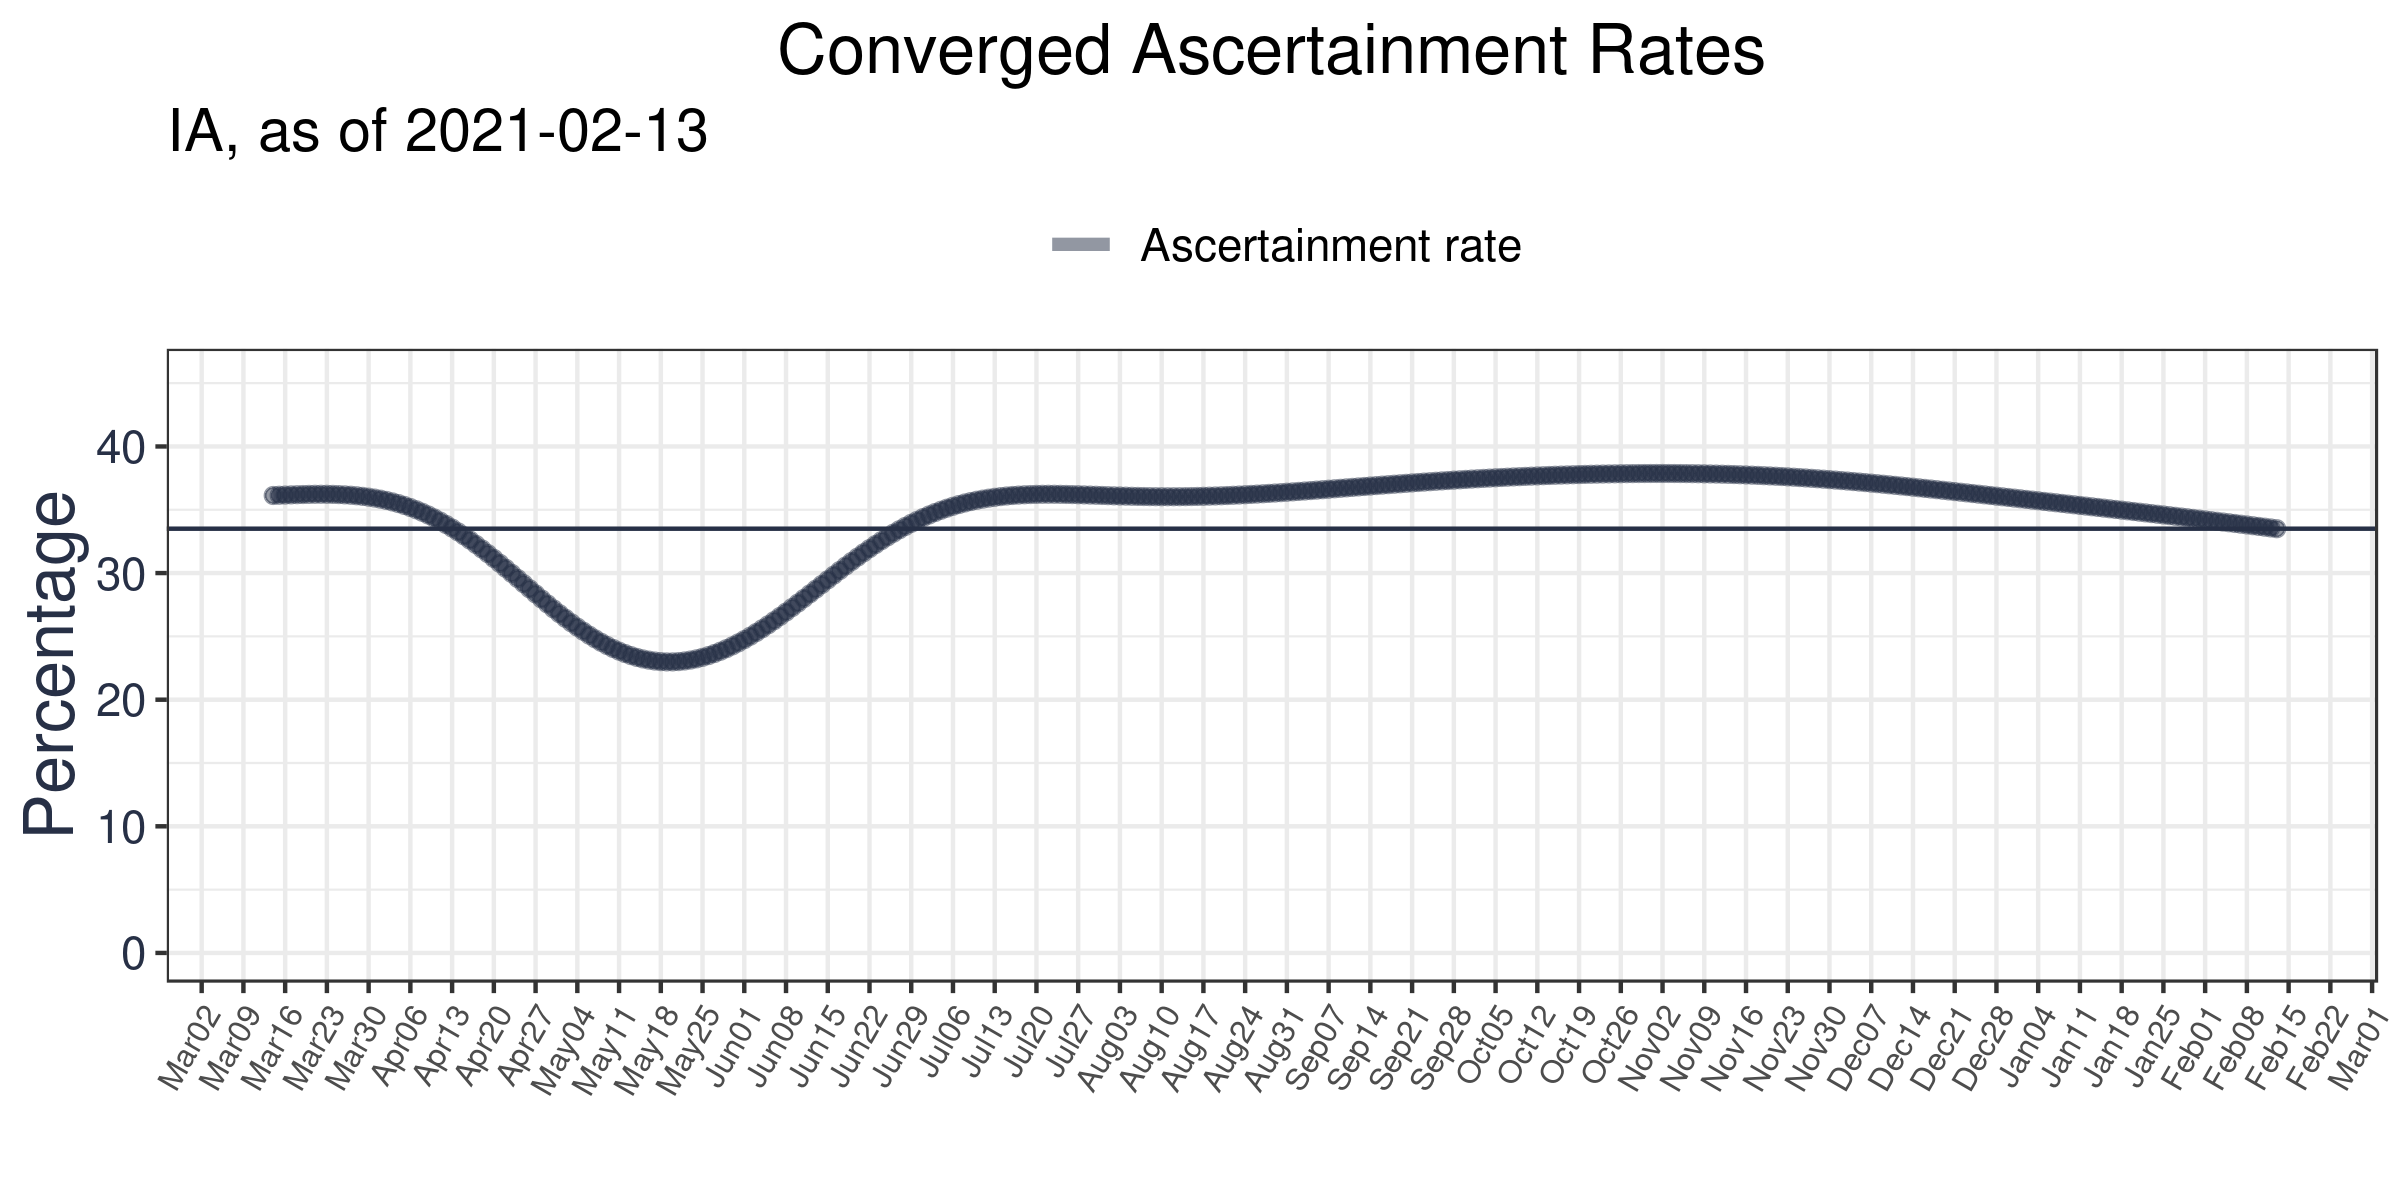 Converged Ascertainment Rates
IA, as of 2021-02-13
Ascertainment rate
Percentage
40
30
20
10
0
Mar02 Mar09 Mar16 Mar23 Mar30 Apr06 Apr13 Apr20 Apr27 May04 May11 May18 May25 Jun01 Jun08 Jun15 Jun22 Jun29 Jul06 Jul13 Jul20 Jul27 Aug03 Aug10 Aug17 Aug24 Aug31 Sep07 Sep14 Sep21 Sep28 Oct05 Oct12 Oct19 Oct26 Nov02 Nov09 Nov16 Nov23 Nov30 Dec07 Dec14 Dec21 Dec28 Jan04 Jan11 Jan18 Jan25 Feb01 Feb08 Feb15 Feb22 Mar01